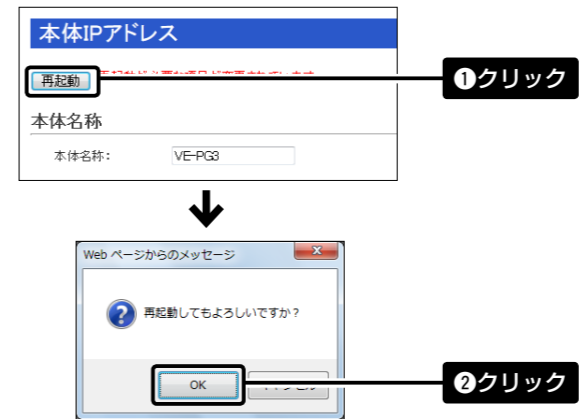 本体IPアドレス
再起動
❶クリック
本体名称
本体名称： VE-PG3
Web ページからのメッセージ
再起動してもよろしいですか？
OK
❷クリック